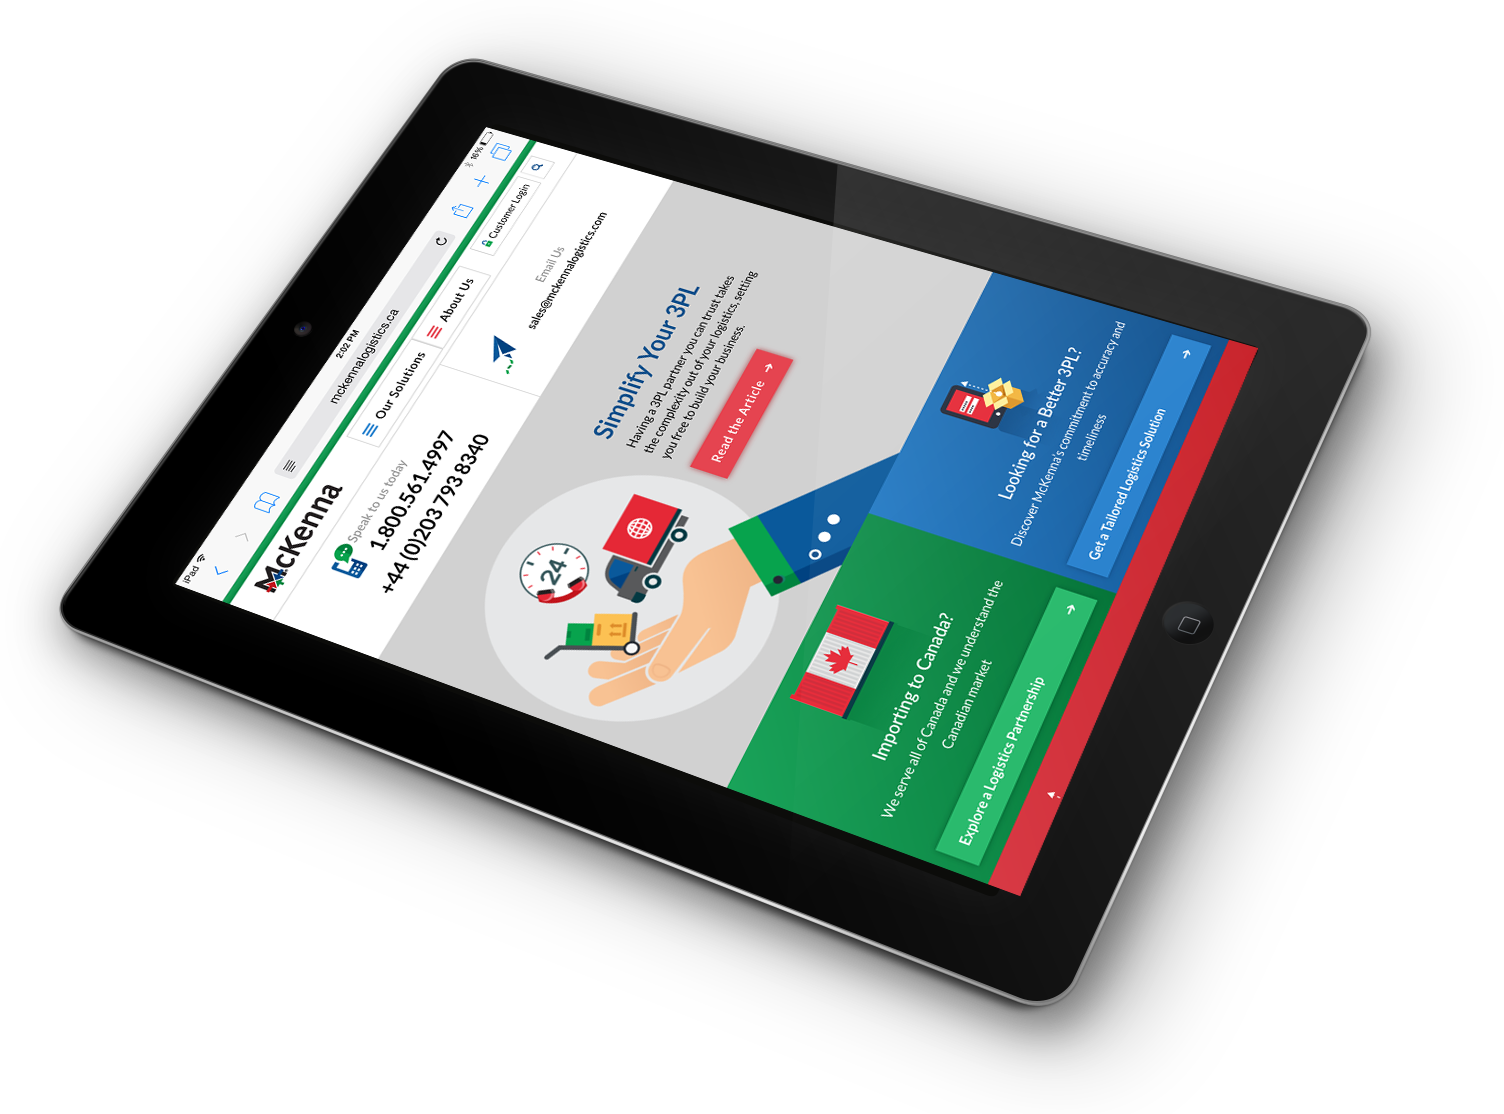 iPad
2:02 PM
16%
mckennalogistics.ca
McKenna
Our Solutions
About Us
Customer Login
Speak to us today
1.800.561.4997
+44 (0)203 793 8340
Email Us
sales@mckennalogistics.com
24
Simplify Your 3PL
Having a 3PL partner you can trust takes
the complexity out of your logistics, setting
you free to build your business.
Read the Article
Importing to Canada?
We serve all of Canada and we understand the
Canadian market
Explore a Logistics Partnership
Looking for a Better 3PL?
Discover McKenna's commitment to accuracy and
timeliness
Get a Tailored Logistics Solution